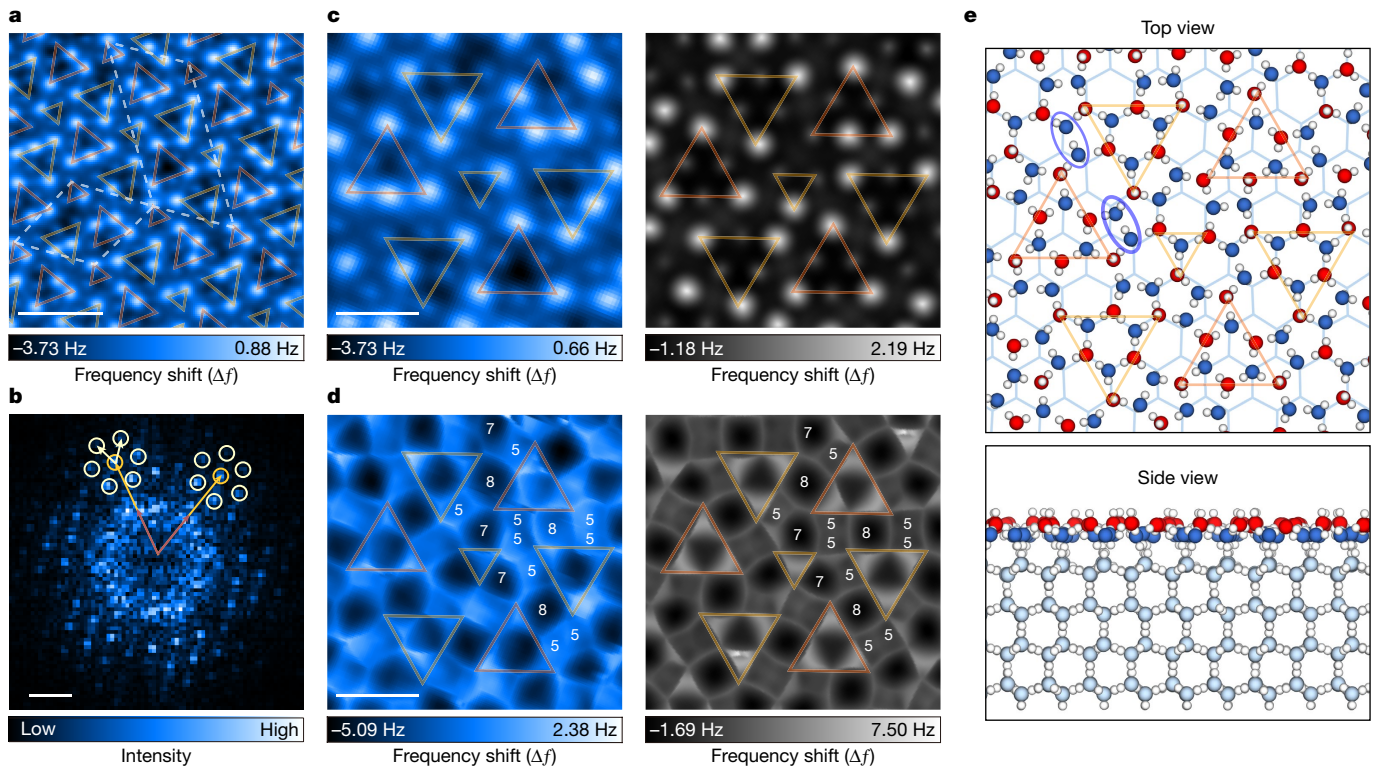 a
−3.73 Hz 0.88 Hz
Frequency shift (Δf)
b
Low High
Intensity
c
−3.73 Hz 0.66 Hz
Frequency shift (Δf)
−1.18 Hz 2.19 Hz
Frequency shift (Δf)
d
7
5
8
5
7
5
8
5
5
5
5
7
8
5
5
−5.09 Hz 2.38 Hz
Frequency shift (Δf)
7
5
8
5
7
5
8
5
5
5
5
7
8
5
5
−1.69 Hz 7.50 Hz
Frequency shift (Δf)
e
Top view
Side view